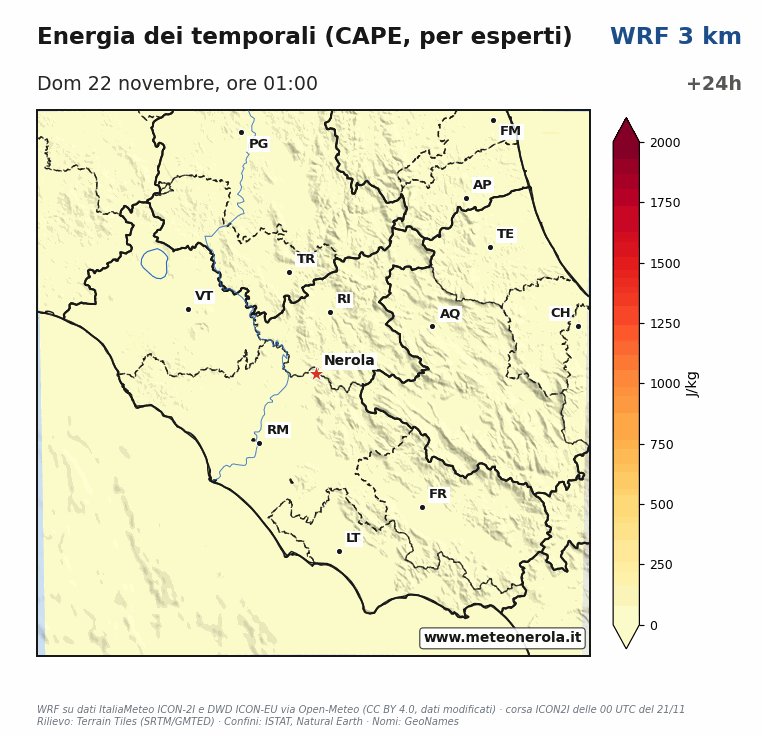 Energia dei temporali (CAPE, per esperti)
WRF 3 km
Dom 22 novembre, ore 01:00
+24h
PG
FM
AP
TE
TR
VT
RI
AQ
CH
Nerola
RM
FR
LT
www.meteonerola.it
2000
1750
1500
1250
1000
750
500
250
0
J/kg
WRF su dati ItaliaMeteo ICON-2I e DWD ICON-EU via Open-Meteo (CC BY 4.0, dati modificati) · corsa ICON2I delle 00 UTC del 21/11
Rilievo: Terrain Tiles (SRTM/GMTED) · Confini: ISTAT, Natural Earth · Nomi: GeoNames